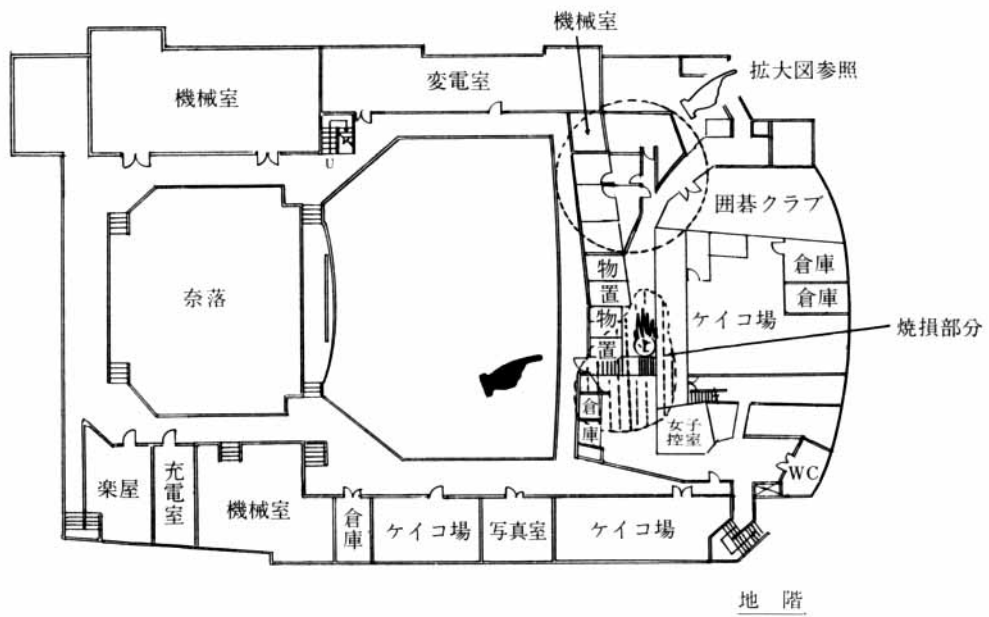 機械室
拡大図参照
変電室
機械室
U
囲碁クラブ
倉庫
倉庫
物置
物置
ケイコ場
焼損部分
奈落
倉庫
女子控室
WC
楽屋
充電室
機械室
倉庫
ケイコ場
写真室
ケイコ場
地 階